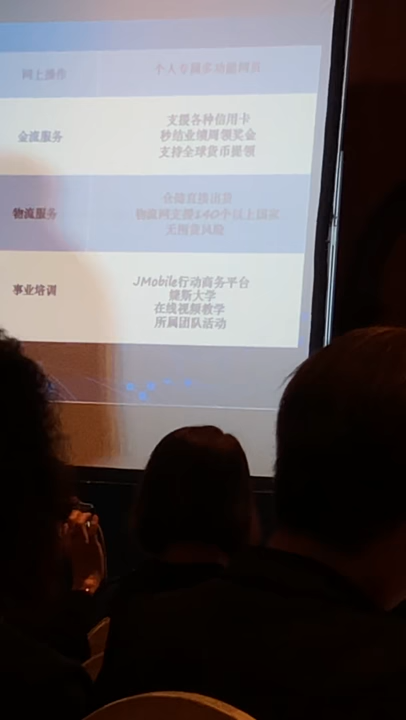 网上操作
个人专属多功能网页
金流服务
支援各种信用卡
秒结业绩周领奖金
支持全球货币提领
物流服务
仓储直接出货
物流网支援140个以上国家
无囤货风险
事业培训
JMobile行动商务平台
婕斯大学
在线视频教学
所属团队活动